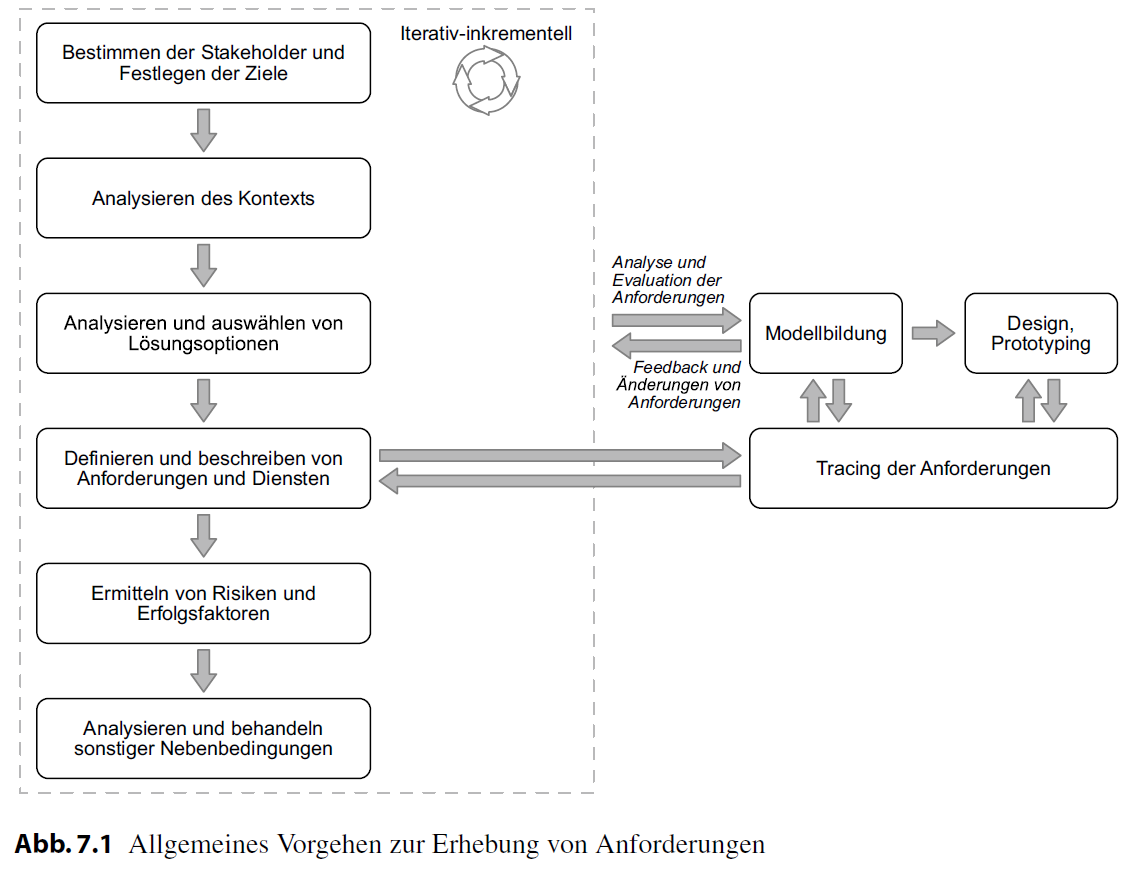 Iterativ-inkrementell
Bestimmen der Stakeholder und
Festlegen der Ziele
Analysieren des Kontexts
Analysieren und auswählen von
Lösungsoptionen
Definieren und beschreiben von
Anforderungen und Diensten
Ermitteln von Risiken und
Erfolgsfaktoren
Analysieren und behandeln
sonstiger Nebenbedingungen
Analyse und
Evaluation der
Anforderungen
Feedback und
Änderungen von
Anforderungen
Modellbildung
Design,
Prototyping
Tracing der Anforderungen
Abb. 7.1 Allgemeines Vorgehen zur Erhebung von Anforderungen